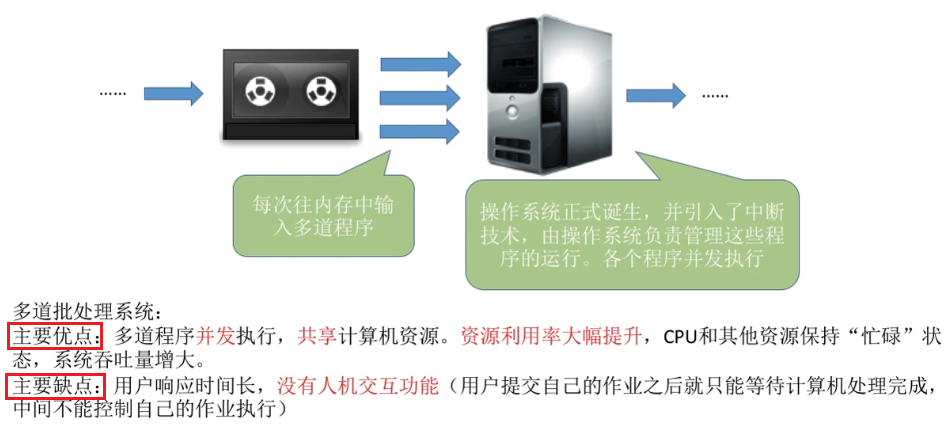 ······
······
每次往内存中输
入多道程序
操作系统正式诞生，并引入了中断
技术，由操作系统负责管理这些程
序的运行。各个程序并发执行
多道批处理系统：
主要优点：多道程序并发执行，共享计算机资源。资源利用率大幅提升，CPU和其他资源保持“忙碌”状
态，系统吞吐量增大。
主要缺点：用户响应时间长，没有人机交互功能（用户提交自己的作业之后就只能等待计算机处理完成，
中间不能控制自己的作业执行）